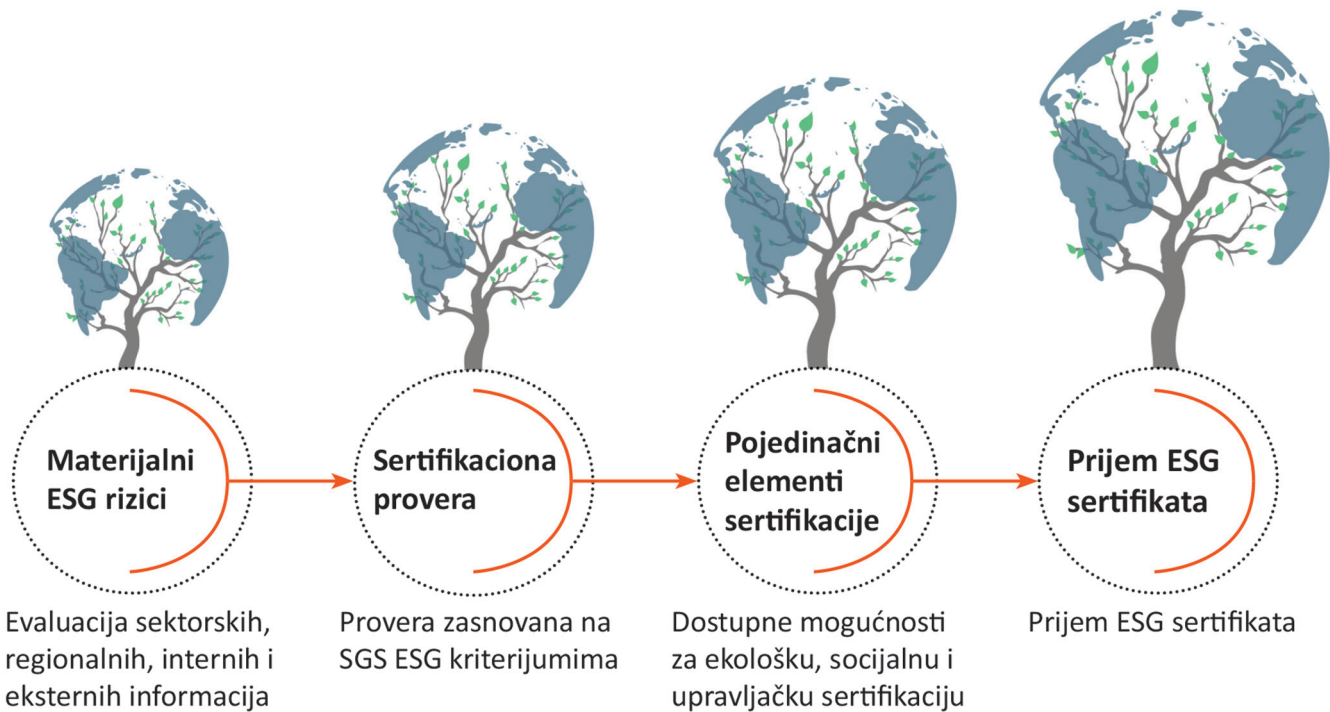 Materijalni
ESG rizici
Sertifikaciona
provera
Pojedinačni
elementi
sertifikacije
Prijem ESG
sertifikata
Evaluacija sektorskih,
regionalnih, internih i
eksternih informacija
Provera zasnovana na
SGS ESG kriterijumima
Dostupne mogućnosti
za ekološku, socijalnu i
upravljačku sertifikaciju
Prijem ESG sertifikata